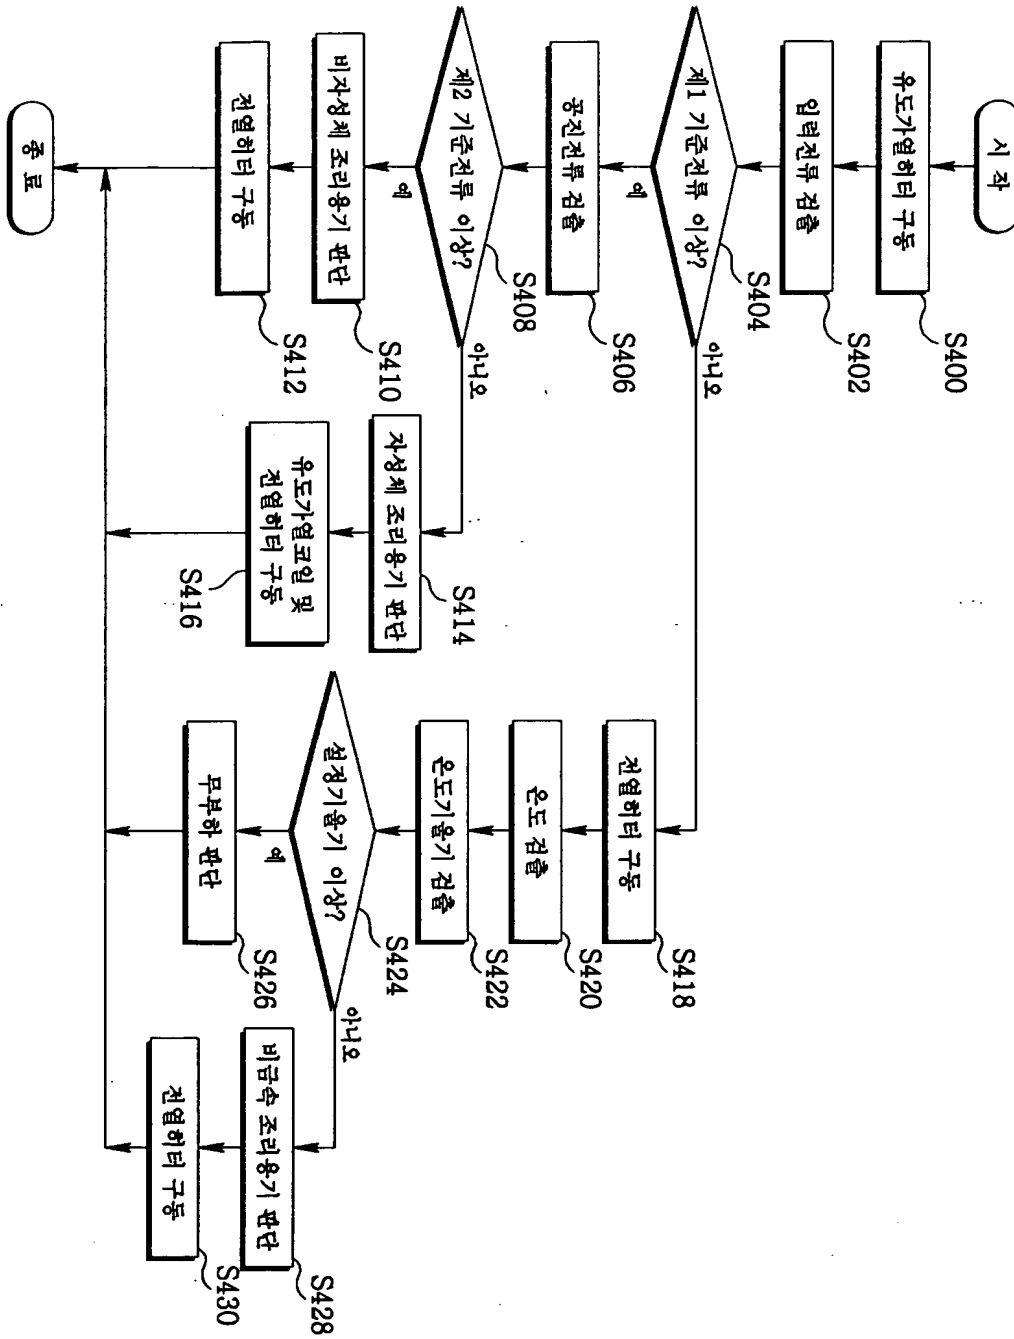 시작
유도가열히터 구동
S400
입력전류 검출
S402
제1 기준전류 이상?
S404
예
아니오
공진전류 검출
S406
제2 기준전류 이상?
S408
예
아니오
비자성체 조리용기 판단
S410
전열히터 구동
S412
자성체 조리용기 판단
S414
유도가열코일 및
전열히터 구동
S416
전열히터 구동
S418
온도 검출
S420
온도기울기 검출
S422
설정기울기 이상?
S424
예
아니오
무부하 판단
S426
비금속 조리용기 판단
S428
전열히터 구동
S430
종료